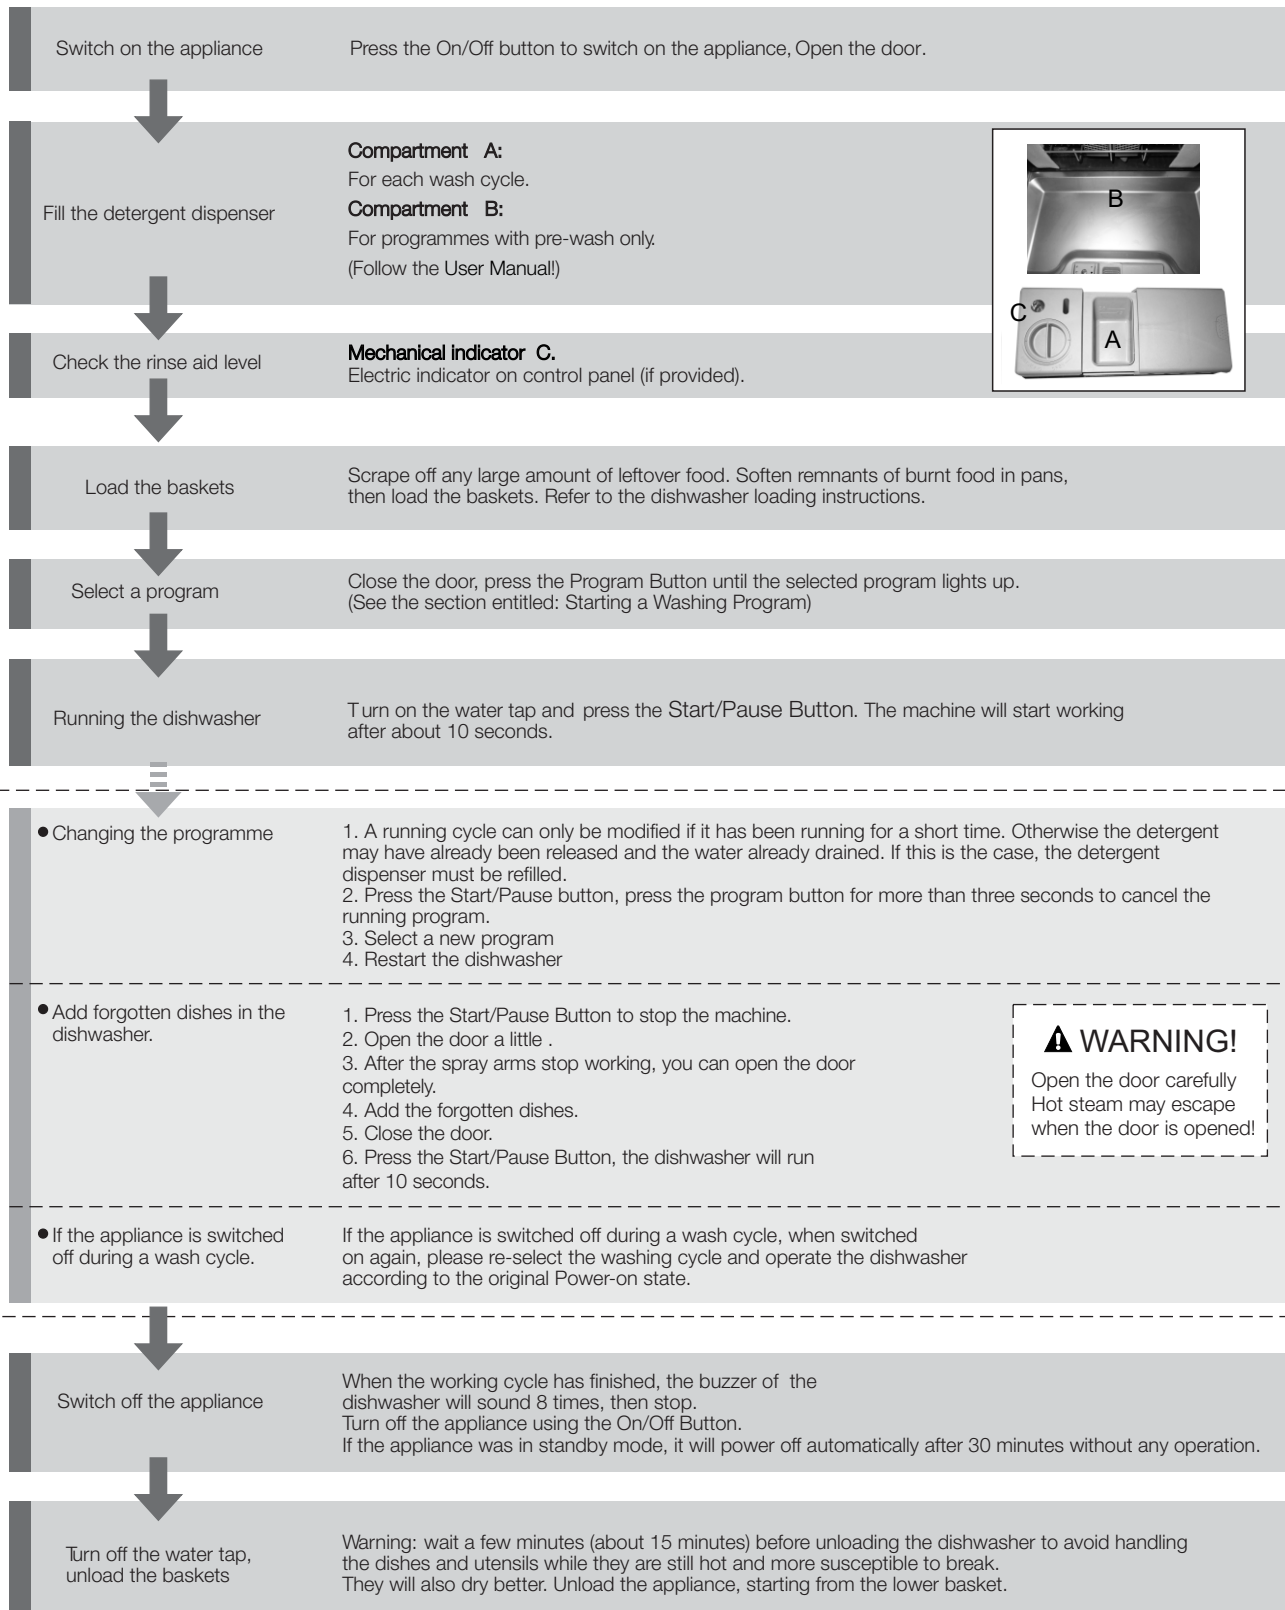 Switch on the appliance
Press the On/Off button to switch on the appliance, Open the door.
Fill the detergent dispenser
Compartment A:
For each wash cycle.
Compartment B:
For programmes with pre-wash only.
(Follow the User Manual!)
B
C
A
Check the rinse aid level
Mechanical indicator C.
Electric indicator on control panel (if provided).
Load the baskets
Scrape off any large amount of leftover food. Soften remnants of burnt food in pans,
then load the baskets. Refer to the dishwasher loading instructions.
Select a program
Close the door, press the Program Button until the selected program lights up.
(See the section entitled: Starting a Washing Program)
Running the dishwasher
Turn on the water tap and press the Start/Pause Button. The machine will start working
after about 10 seconds.
● Changing the programme
1. A running cycle can only be modified if it has been running for a short time. Otherwise the detergent
may have already been released and the water already drained. If this is the case, the detergent
dispenser must be refilled.
2. Press the Start/Pause button, press the program button for more than three seconds to cancel the
running program.
3. Select a new program
4. Restart the dishwasher
● Add forgotten dishes in the
dishwasher.
1. Press the Start/Pause Button to stop the machine.
2. Open the door a little .
3. After the spray arms stop working, you can open the door
completely.
4. Add the forgotten dishes.
5. Close the door.
6. Press the Start/Pause Button, the dishwasher will run
after 10 seconds.
WARNING!
Open the door carefully
Hot steam may escape
when the door is opened!
● If the appliance is switched
off during a wash cycle.
If the appliance is switched off during a wash cycle, when switched
on again, please re-select the washing cycle and operate the dishwasher
according to the original Power-on state.
Switch off the appliance
When the working cycle has finished, the buzzer of the
dishwasher will sound 8 times, then stop.
Turn off the appliance using the On/Off Button.
If the appliance was in standby mode, it will power off automatically after 30 minutes without any operation.
Turn off the water tap,
unload the baskets
Warning: wait a few minutes (about 15 minutes) before unloading the dishwasher to avoid handling
the dishes and utensils while they are still hot and more susceptible to break.
They will also dry better. Unload the appliance, starting from the lower basket.